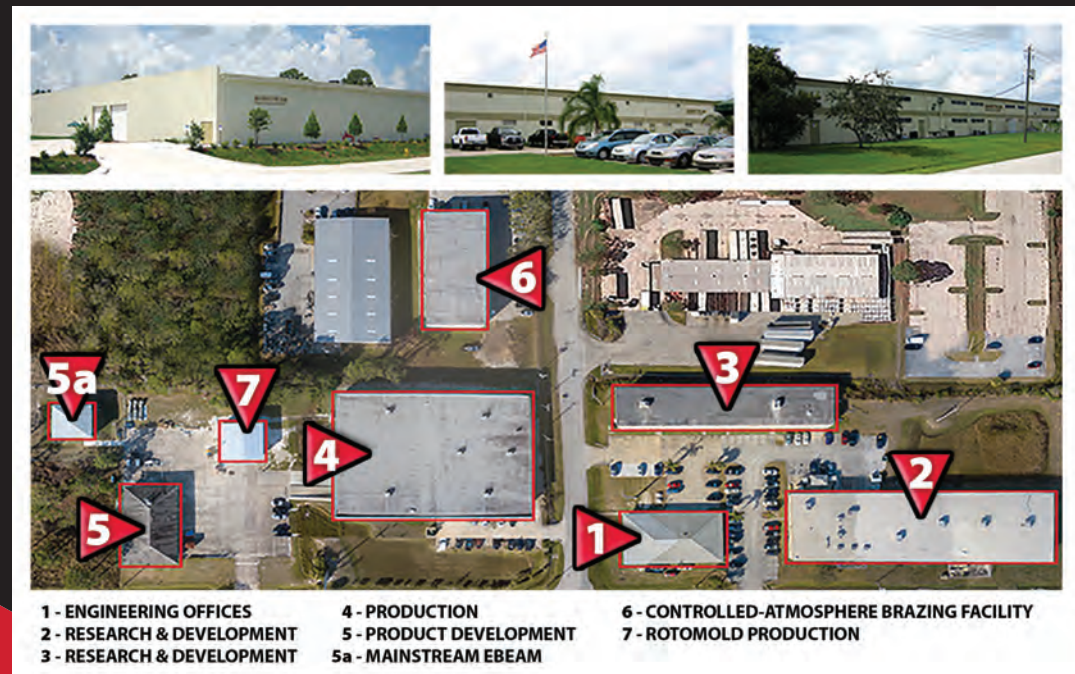 6
5a
7
3
4
2
5
1
1 - ENGINEERING OFFICES
2 - RESEARCH & DEVELOPMENT
3 - RESEARCH & DEVELOPMENT
4 - PRODUCTION
5 - PRODUCT DEVELOPMENT
5a - MAINSTREAM EBEAM
6 - CONTROLLED-ATMOSPHERE BRAZING FACILITY
7 - ROTOMOLD PRODUCTION